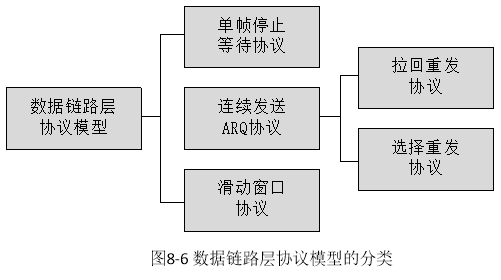 单帧停止
等待协议
拉回重发
协议
数据链路层
协议模型
连续发送
ARQ协议
选择重发
协议
滑动窗口
协议
图8-6 数据链路层协议模型的分类